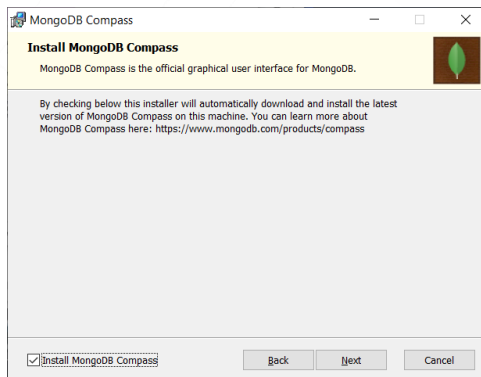 MongoDB Compass
Install MongoDB Compass
MongoDB Compass is the official graphical user interface for MongoDB.
By checking below this installer will automatically download and install the latest
version of MongoDB Compass on this machine. You can learn more about
MongoDB Compass here: https://www.mongodb.com/products/compass
Install MongoDB Compass
Back
Next
Cancel